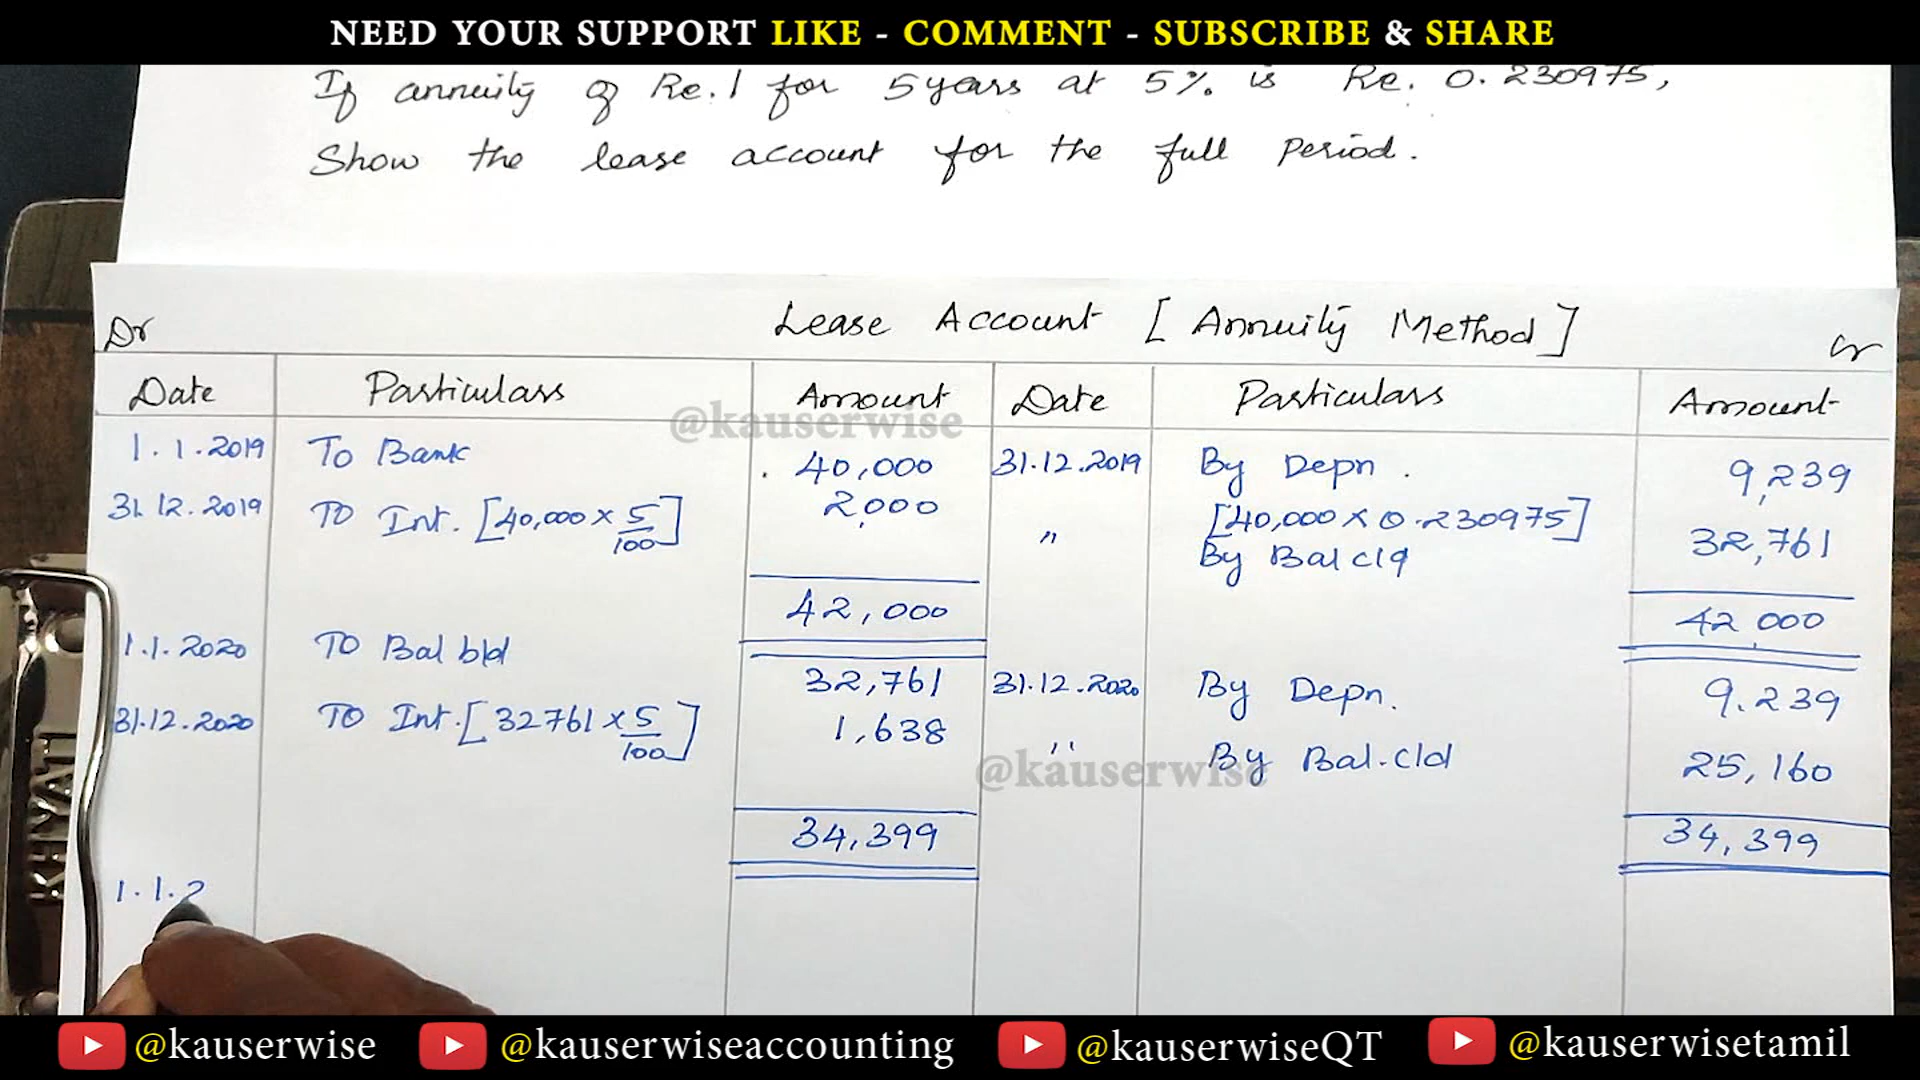 NEED YOUR SUPPORT LIKE - COMMENT - SUBSCRIBE & SHARE
If annuity of Re. 1 for 5 years at 5% is Re. 0.230975,
Show the lease account for the full period.
Dr Lease Account [Annuity Method] Cr
Date Particulars Amount Date Particulars Amount
@kauserwise
1.1.2019 To Bank 40,000 31.12.2019 By Depn. 9,239
31.12.2019 To Int. [40,000 × 5/100] 2,000 [40,000 × 0.230975]
" By Bal c/d 32,761
42,000 42,000
1.1.2020 To Bal b/d 32,761 31.12.2020 By Depn. 9.239
31.12.2020 To Int. [32761 × 5/100] 1,638 " By Bal. c/d 25,160
@kauserwise
34,399 34,399
1.1.2
@kauserwise @kauserwiseaccounting @kauserwiseQT @kauserwisetamil